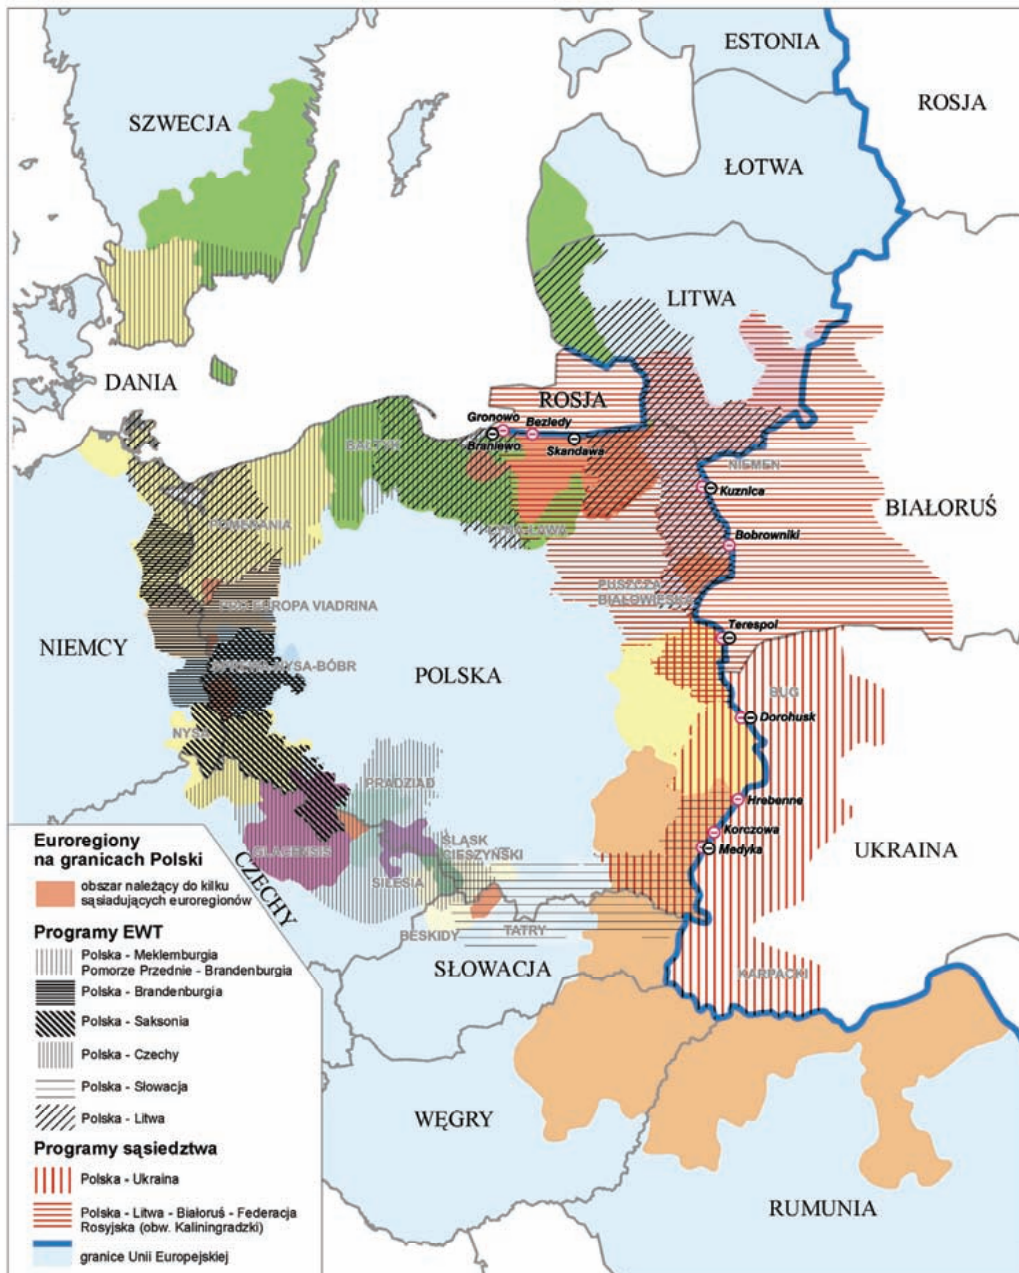 ESTONIA
ROSJA
SZWECJA
ŁOTWA
LITWA
DANIA
ROSJA
Gronowo
Bezledy
Braniewo
Skandawa
BAŁTYK
NIEMEN
Kuznica
BIAŁORUŚ
POMERANIA
ŁYNA-ŁAWA
Bobrowniki
PUSZCZA
BIAŁOWIESKA
PRO EUROPA VIADRINA
Terespol
NIEMCY
SPREWA-NYSA-BÓBR
POLSKA
BUG
Dorohusk
NYSA
PRADZIAD
Hrebenne
Korczowa
Medyka
UKRAINA
GLACENSIS
ŚLĄSK
CIESZYŃSKI
SILESIA
CZECHY
BESKIDY
TATRY
SŁOWACJA
KARPACKI
WĘGRY
RUMUNIA
Euroregiony
na granicach Polski
obszar należący do kilku
sąsiadujących euroregionów
Programy EWT
Polska - Meklemburgia
Pomorze Przednie - Brandenburgia
Polska - Brandenburgia
Polska - Saksonia
Polska - Czechy
Polska - Słowacja
Polska - Litwa
Programy sąsiedztwa
Polska - Ukraina
Polska - Litwa - Białoruś - Federacja
Rosyjska (obw. Kaliningradzki)
granice Unii Europejskiej